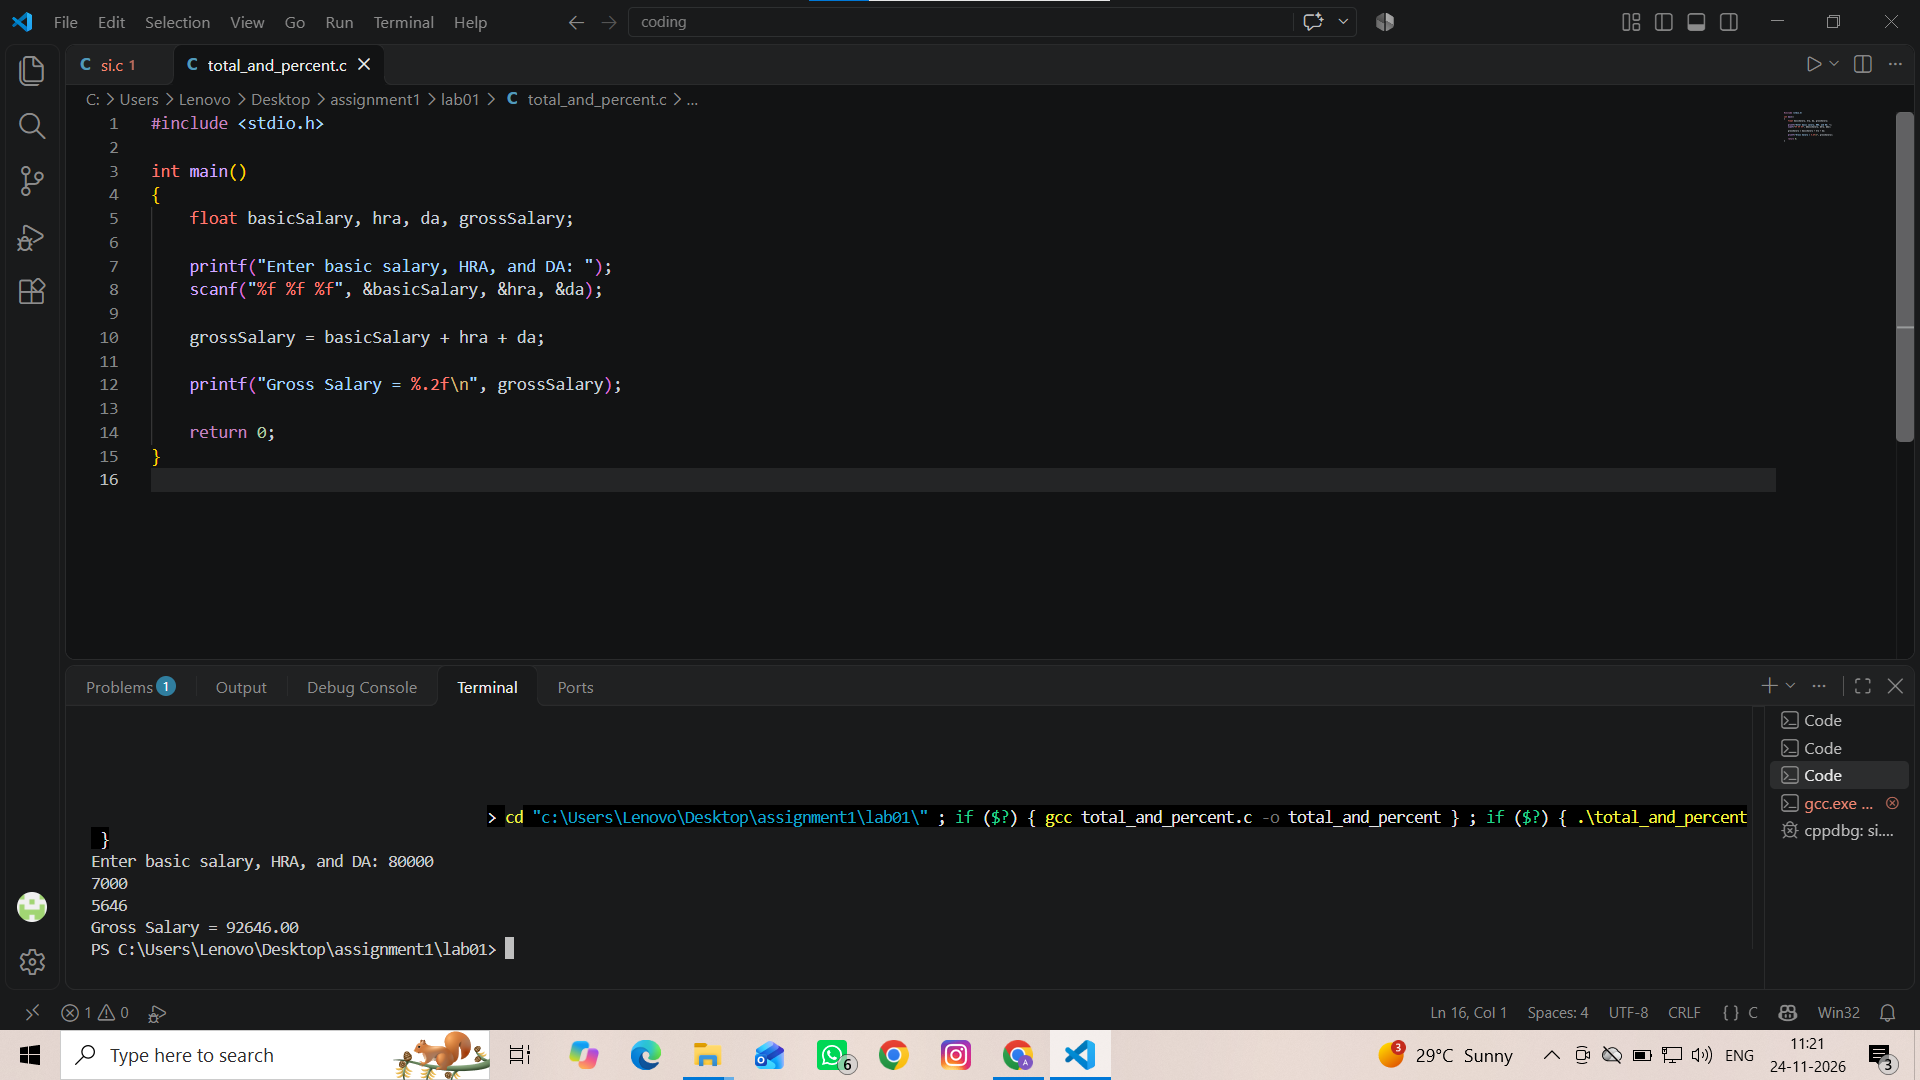 File Edit Selection View Go Run Terminal Help
coding
si.c 1
total_and_percent.c
C: > Users > Lenovo > Desktop > assignment1 > lab01 > C total_and_percent.c > ...
1 #include <stdio.h>
2
3 int main()
4 {
5 float basicSalary, hra, da, grossSalary;
6
7 printf("Enter basic salary, HRA, and DA: ");
8 scanf("%f %f %f", &basicSalary, &hra, &da);
9
10 grossSalary = basicSalary + hra + da;
11
12 printf("Gross Salary = %.2f\n", grossSalary);
13
14 return 0;
15 }
16
Problems 1 Output Debug Console Terminal Ports
> cd "c:\Users\Lenovo\Desktop\assignment1\lab01\" ; if ($?) { gcc total_and_percent.c -o total_and_percent } ; if ($?) { .\total_and_percent
}
Enter basic salary, HRA, and DA: 80000
7000
5646
Gross Salary = 92646.00
PS C:\Users\Lenovo\Desktop\assignment1\lab01>
Code
Code
Code
gcc.exe ...
cppdbg: si....
1 0
Ln 16, Col 1 Spaces: 4 UTF-8 CRLF { } C Win32
Type here to search
6
3
29°C Sunny
ENG
11:21
24-11-2026
3